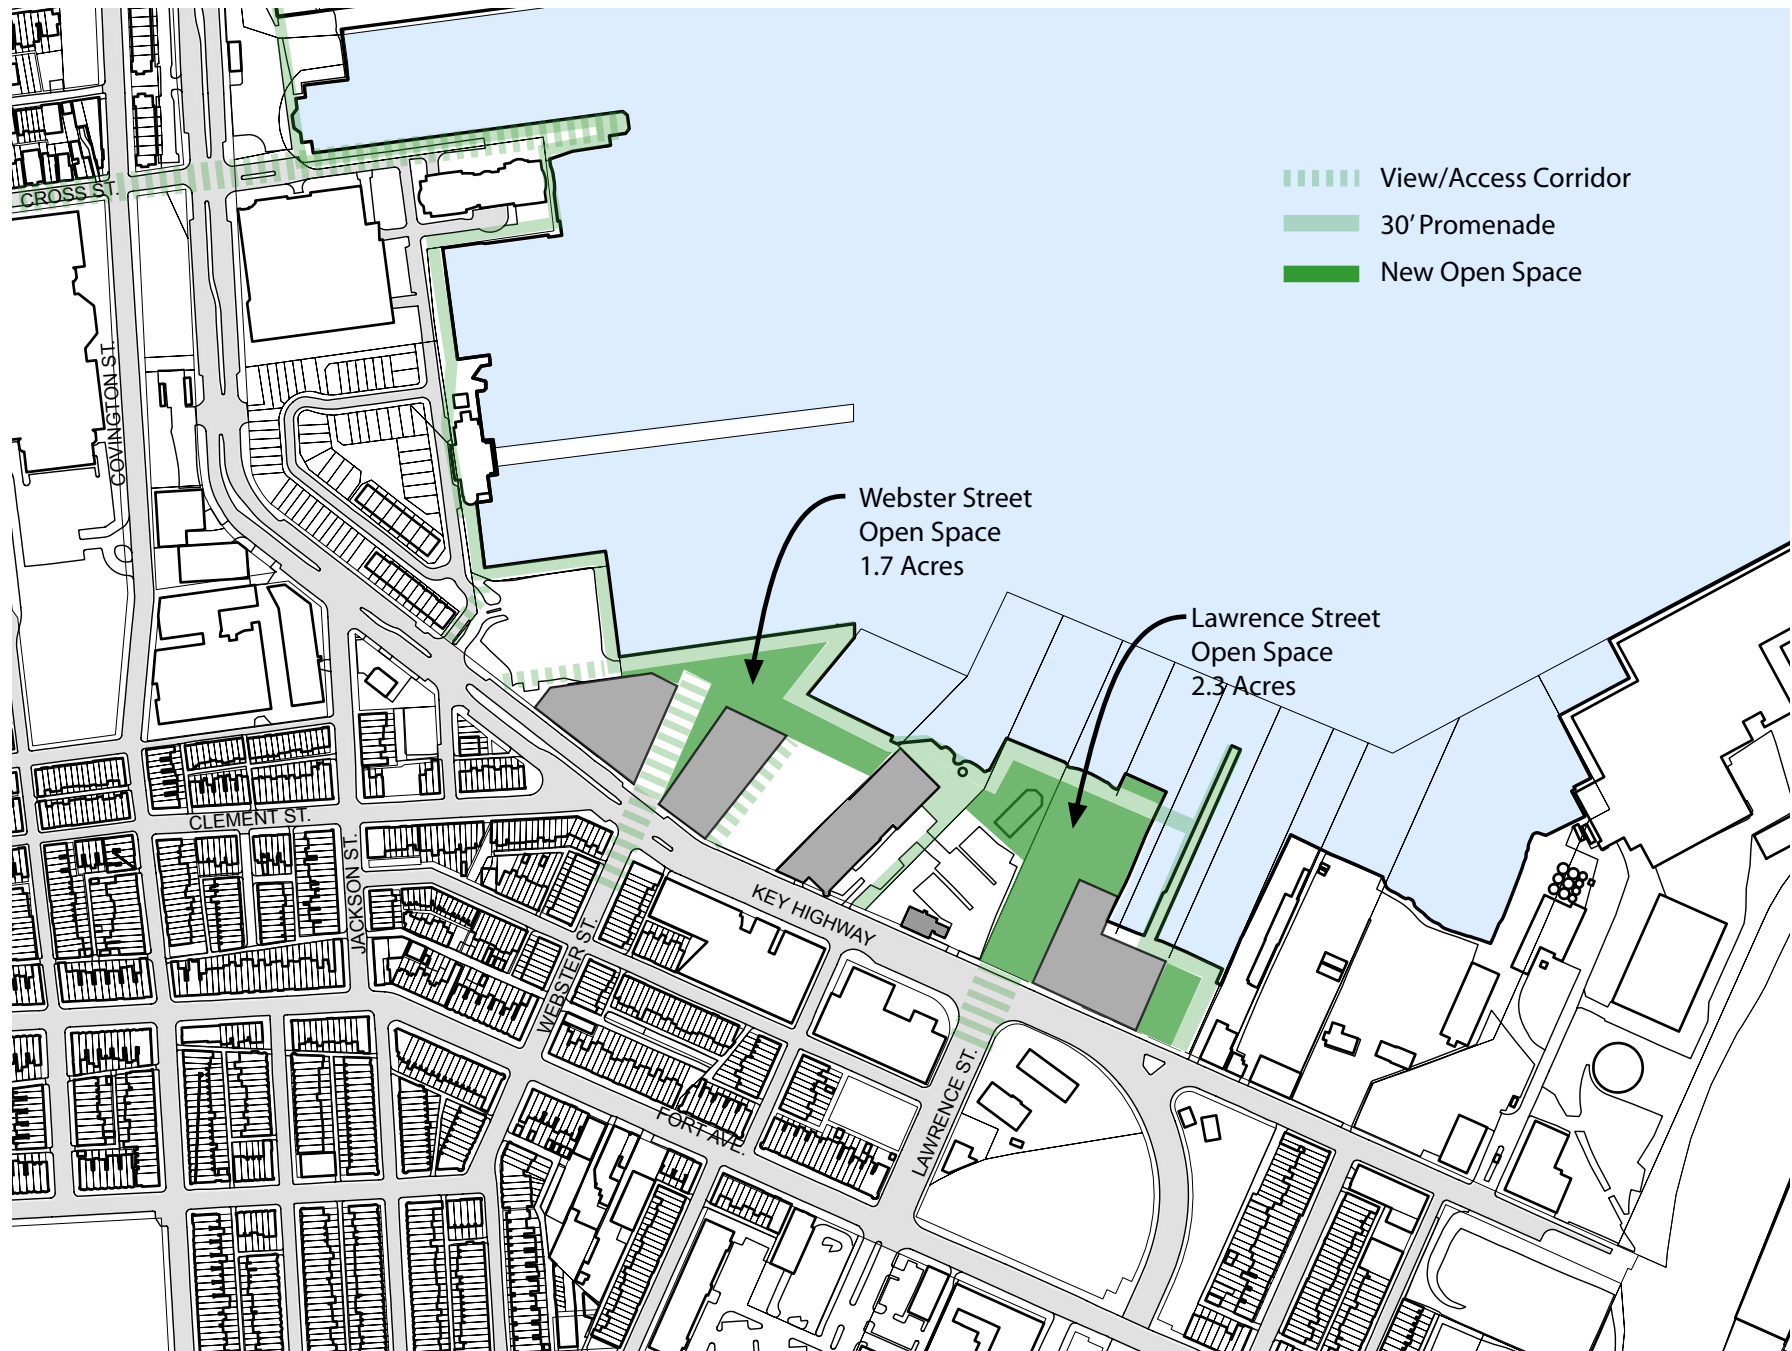 View/Access Corridor
30' Promenade
New Open Space
CROSS ST.
COVINGTON ST.
Webster Street
Open Space
1.7 Acres
Lawrence Street
Open Space
2.3 Acres
CLEMENT ST.
JACKSON ST.
KEY HIGHWAY
WEBSTER ST.
LAWRENCE ST.
FORT AVE.